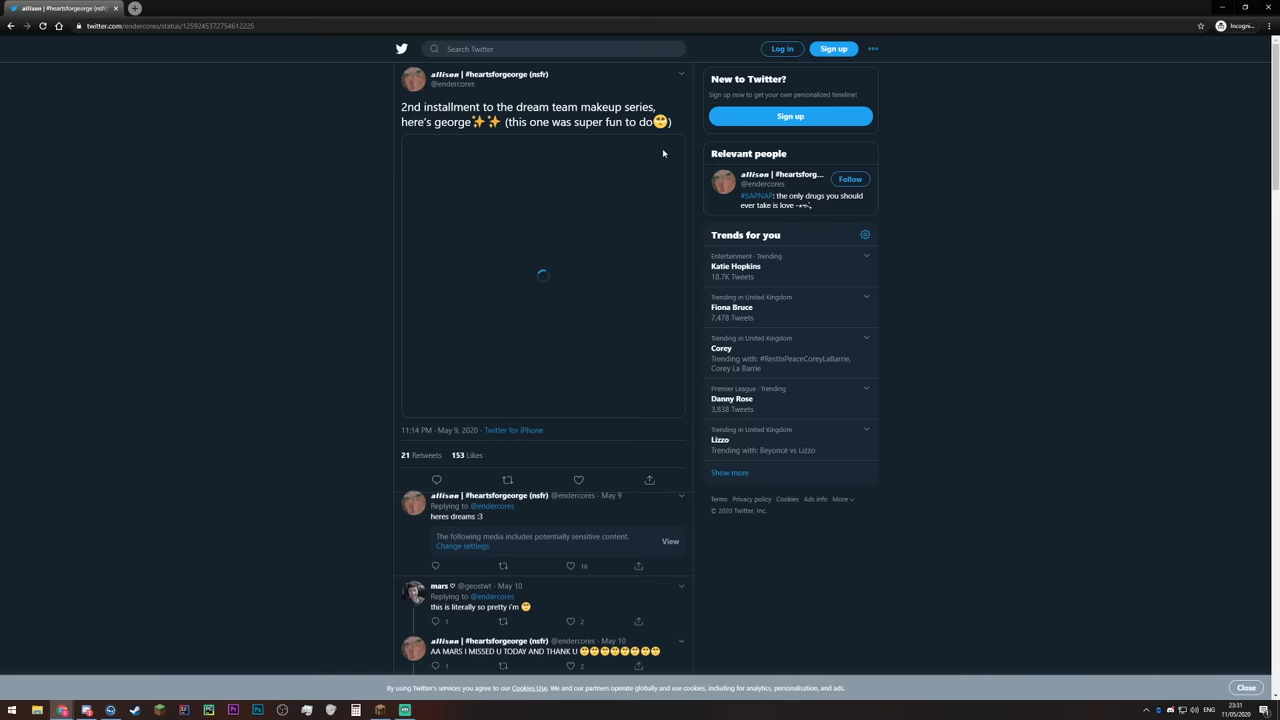 allison | #heartsforgeorge (nsfr)
twitter.com/endercores/status/1259245372754612225
Incogni...
Search Twitter
Log in
Sign up
allison | #heartsforgeorge (nsfr)
@endercores
2nd installment to the dream team makeup series,
here's george✨✨ (this one was super fun to do🥺)
11:14 PM · May 9, 2020 · Twitter for iPhone
21 Retweets 153 Likes
allison | #heartsforgeorge (nsfr) @endercores · May 9
Replying to @endercores
heres dreams :3
The following media includes potentially sensitive content.
Change settings
View
16
mars ♡ @geostwt · May 10
Replying to @endercores
this is literally so pretty i'm 🥺
1 2
allison | #heartsforgeorge (nsfr) @endercores · May 10
AA MARS I MISSED U TODAY AND THANK U 🥺🥺🥺🥺🥺🥺🥺🥺
1 2
New to Twitter?
Sign up now to get your own personalized timeline!
Sign up
Relevant people
allison | #heartsforg...
@endercores
Follow
#SAPNAP: the only drugs you should
ever take is love
Trends for you
Entertainment · Trending
Katie Hopkins
18.7K Tweets
Trending in United Kingdom
Fiona Bruce
7,478 Tweets
Trending in United Kingdom
Corey
Trending with: #RestInPeaceCoreyLaBarrie,
Corey La Barrie
Premier League · Trending
Danny Rose
3,838 Tweets
Trending in United Kingdom
Lizzo
Trending with: Beyoncé vs Lizzo
Show more
Terms Privacy policy Cookies Ads info More
© 2020 Twitter, Inc.
By using Twitter's services you agree to our Cookies Use. We and our partners operate globally and use cookies, including for analytics, personalisation, and ads.
Close
ENG
23:31
11/05/2020